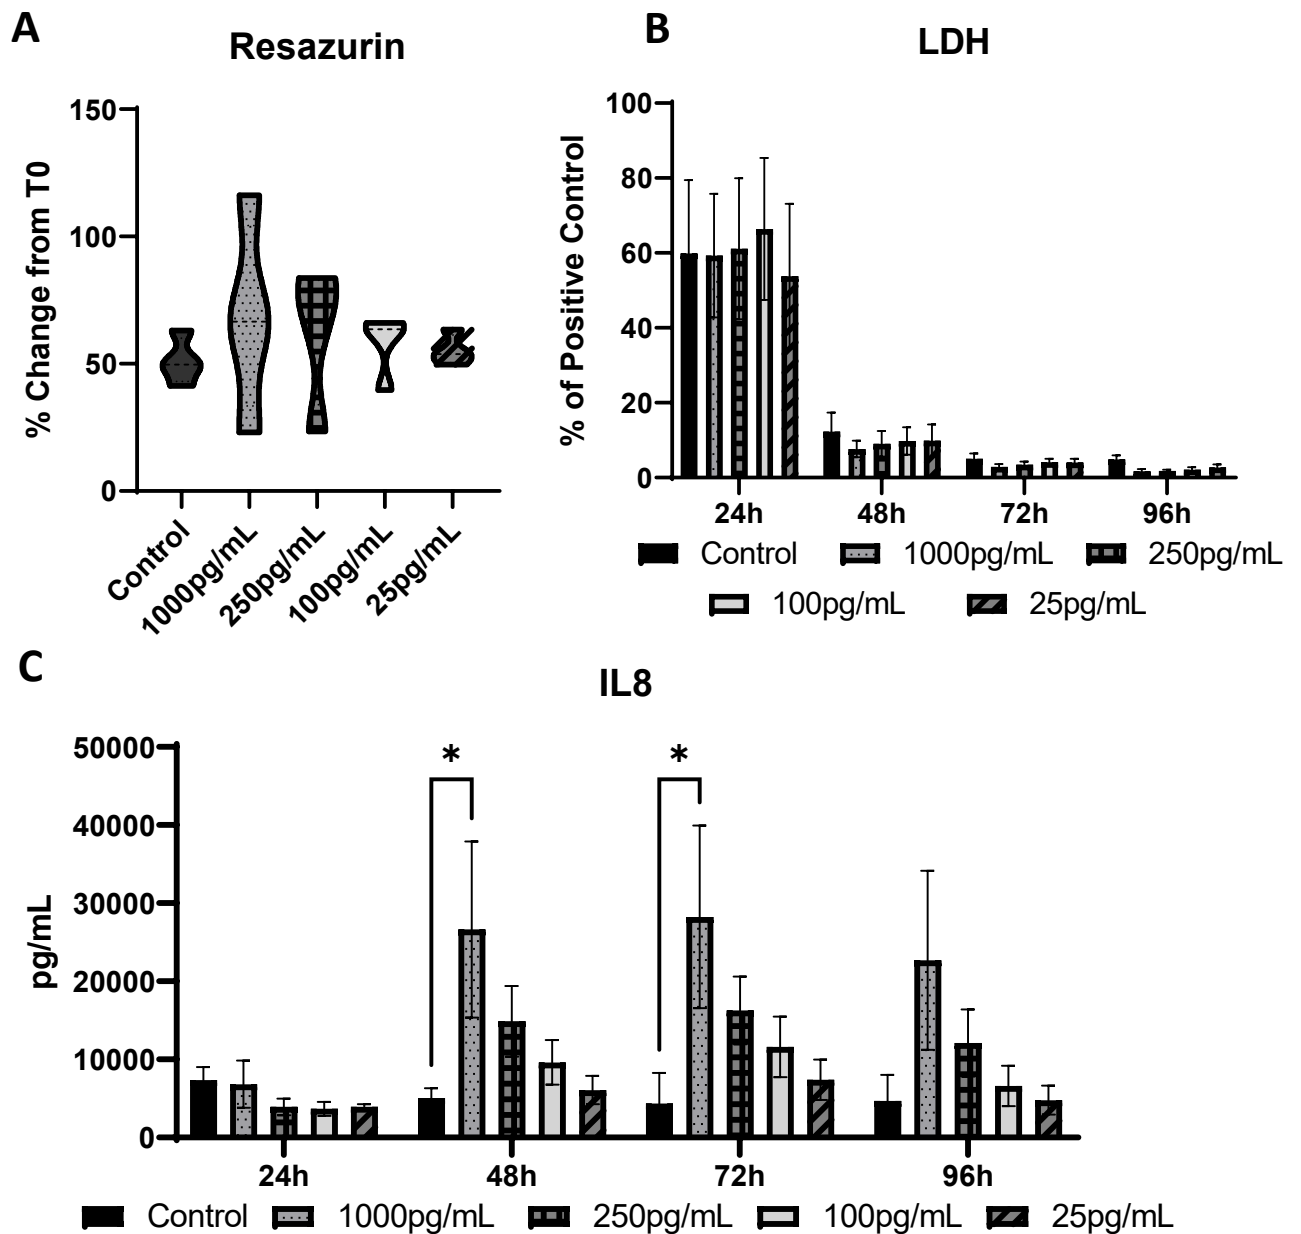 A
Resazurin
% Change from T0
150
100
50
0
Control
1000pg/mL
250pg/mL
100pg/mL
25pg/mL
B
LDH
% of Positive Control
100
80
60
40
20
0
24h 48h 72h 96h
Control 1000pg/mL 250pg/mL
100pg/mL 25pg/mL
C
IL8
pg/mL
50000
40000
30000
20000
10000
0
* *
24h 48h 72h 96h
Control 1000pg/mL 250pg/mL 100pg/mL 25pg/mL